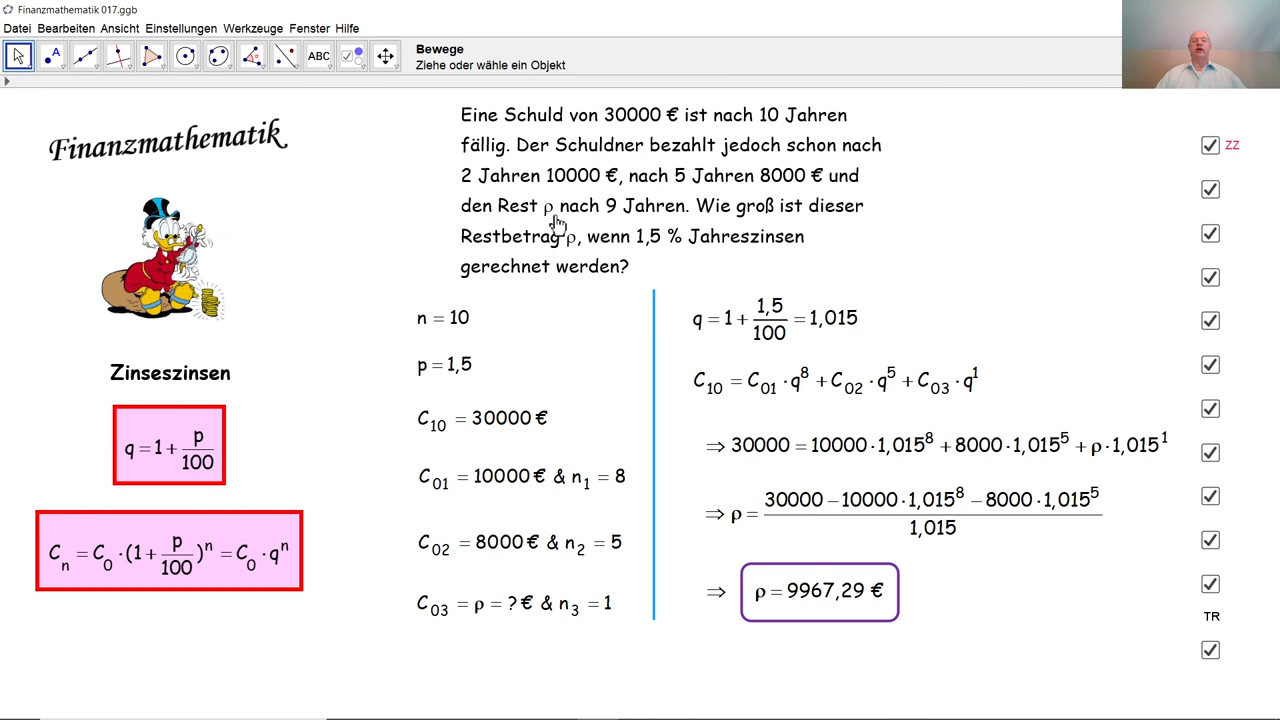 Finanzmathematik 017.ggb
Datei Bearbeiten Ansicht Einstellungen Werkzeuge Fenster Hilfe
A
ABC
Bewege
Ziehe oder wähle ein Objekt
Finanzmathematik
Eine Schuld von 30000 € ist nach 10 Jahren
fällig. Der Schuldner bezahlt jedoch schon nach
2 Jahren 10000 €, nach 5 Jahren 8000 € und
den Rest ρ nach 9 Jahren. Wie groß ist dieser
Restbetrag ρ, wenn 1,5 % Jahreszinsen
gerechnet werden?
ZZ
Zinseszinsen
q = 1 + p/100
Cₙ = C₀ · (1 + p/100)ⁿ = C₀ · qⁿ
n = 10
p = 1,5
C₁₀ = 30000 €
C₀₁ = 10000 € & n₁ = 8
C₀₂ = 8000 € & n₂ = 5
C₀₃ = ρ = ? € & n₃ = 1
q = 1 + 1,5/100 = 1,015
C₁₀ = C₀₁ · q⁸ + C₀₂ · q⁵ + C₀₃ · q¹
⇒ 30000 = 10000 · 1,015⁸ + 8000 · 1,015⁵ + ρ · 1,015¹
⇒ ρ = (30000 − 10000 · 1,015⁸ − 8000 · 1,015⁵)/1,015
⇒ ρ = 9967,29 €
TR